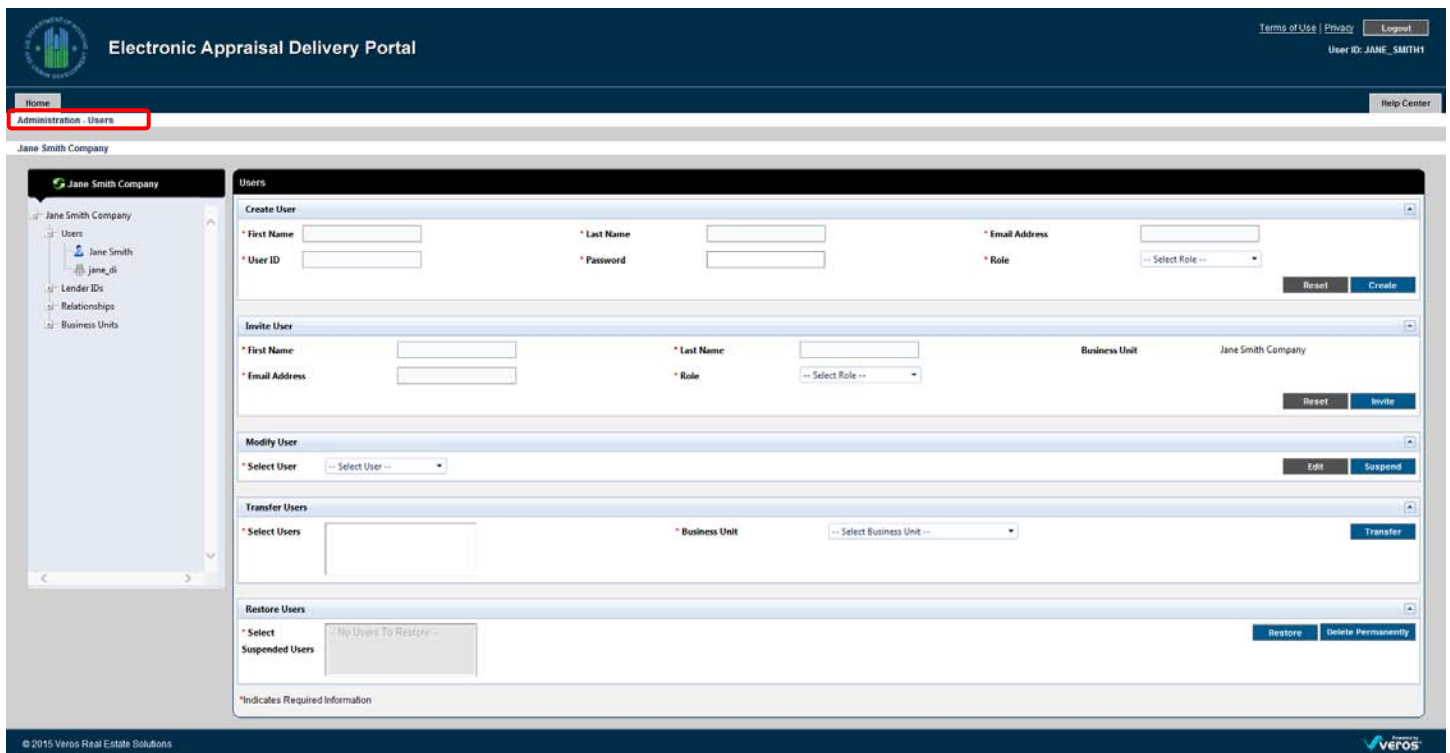 Terms of Use | Privacy Logout
Electronic Appraisal Delivery Portal
User ID: JANE_SMITH1
Home Help Center
Administration - Users
Jane Smith Company
Jane Smith Company
Jane Smith Company
Users
Jane Smith
jane_di
Lender IDs
Relationships
Business Units
Users
Create User
* First Name * Last Name * Email Address
* User ID * Password * Role -- Select Role --
Reset Create
Invite User
* First Name * Last Name Business Unit Jane Smith Company
* Email Address * Role -- Select Role --
Reset Invite
Modify User
* Select User -- Select User -- Edit Suspend
Transfer Users
* Select Users * Business Unit -- Select Business Unit -- Transfer
Restore Users
* Select -- No Users To Restore -- Restore Delete Permanently
Suspended Users
*Indicates Required Information
© 2015 Veros Real Estate Solutions
Powered by
veros